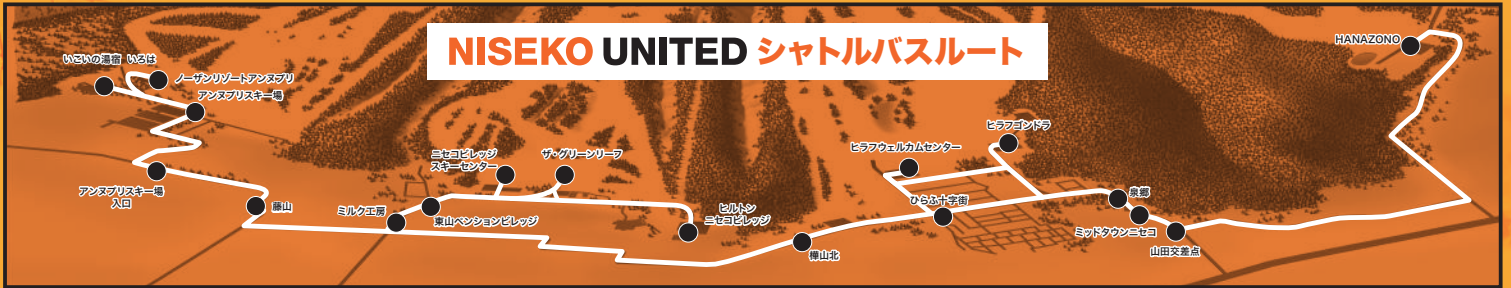 NISEKO UNITED シャトルバスルート
HANAZONO
いこいの湯宿 いろは
ノーザンリゾートアンヌプリ
アンヌプリスキー場
ヒラフゴンドラ
ヒラフウェルカムセンター
ニセコビレッジ
スキーセンター
ザ・グリーンリーフ
アンヌプリスキー場
入口
藤山
ミルク工房
東山ペンションビレッジ
ヒルトン
ニセコビレッジ
ひらふ十字街
泉郷
ミッドタウンニセコ
山田交差点
樺山北